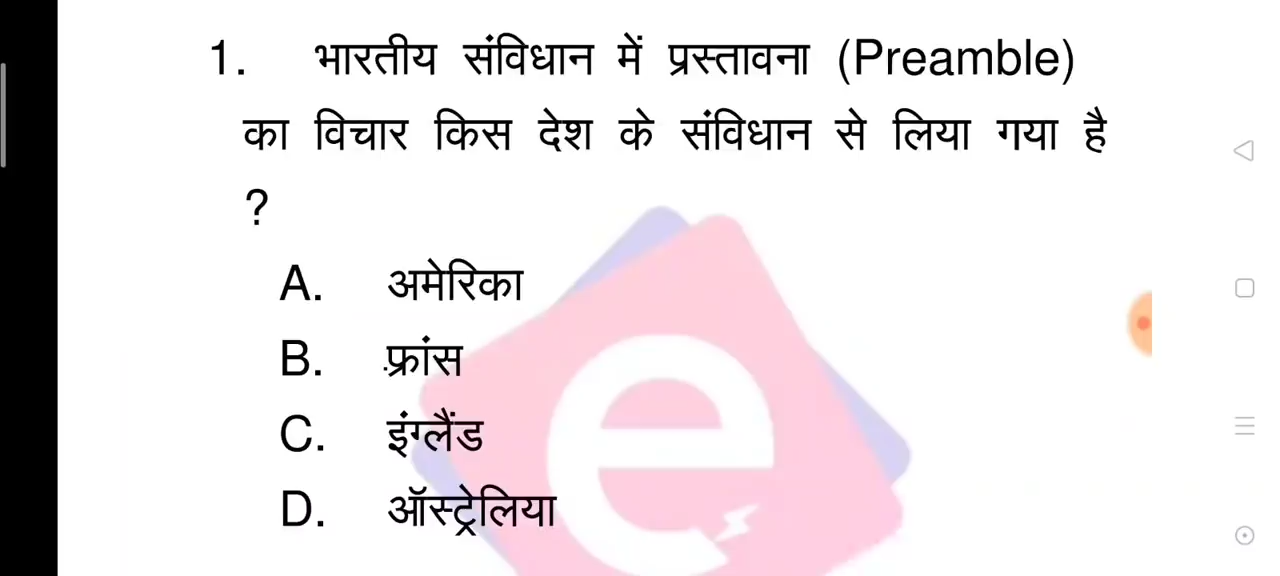 1. भारतीय संविधान में प्रस्तावना (Preamble)
का विचार किस देश के संविधान से लिया गया है
?
A. अमेरिका
B. फ्रांस
C. इंग्लैंड
D. ऑस्ट्रेलिया